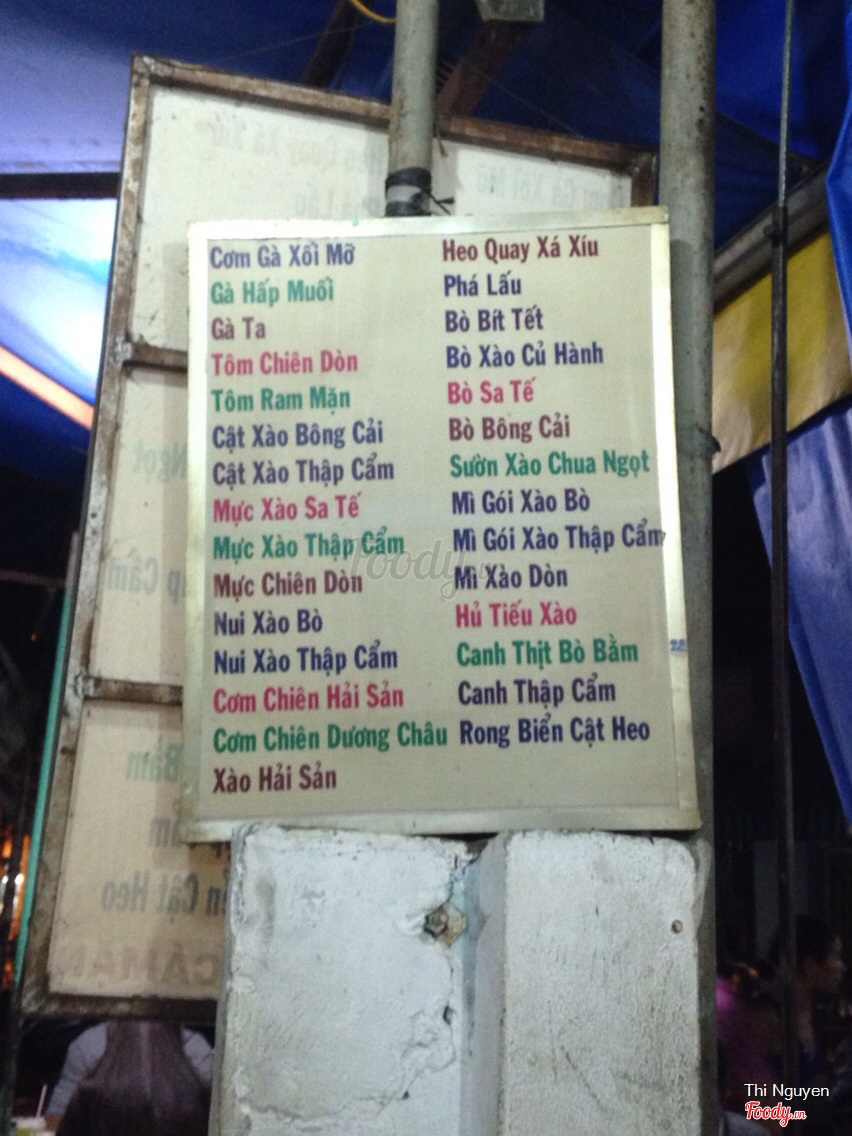 Cơm Gà Xối Mỡ
Gà Hấp Muối
Gà Ta
Tôm Chiên Dòn
Tôm Ram Mặn
Cật Xào Bông Cải
Cật Xào Thập Cẩm
Mực Xào Sa Tế
Mực Xào Thập Cẩm
Mực Chiên Dòn
Nui Xào Bò
Nui Xào Thập Cẩm
Cơm Chiên Hải Sản
Cơm Chiên Dương Châu
Xào Hải Sản
Heo Quay Xá Xíu
Phá Lấu
Bò Bít Tết
Bò Xào Củ Hành
Bò Sa Tế
Bò Bông Cải
Sườn Xào Chua Ngọt
Mì Gói Xào Bò
Mì Gói Xào Thập Cẩm
Mì Xào Dòn
Hủ Tiếu Xào
Canh Thịt Bò Bằm
Canh Thập Cẩm
Rong Biển Cật Heo
Foody
Thi Nguyen
Foody.vn